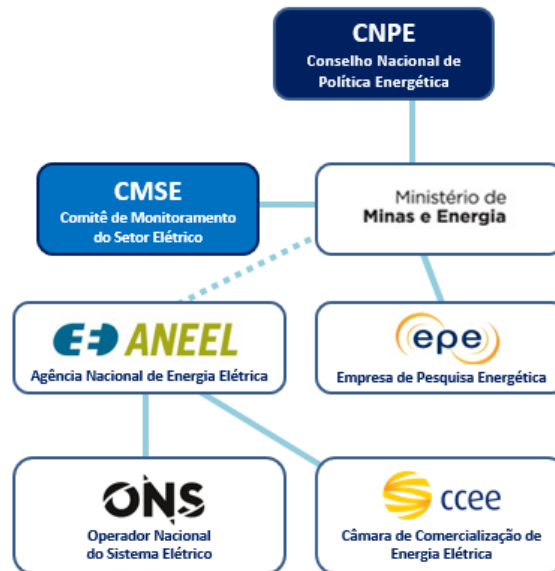 CNPE
Conselho Nacional de
Política Energética
CMSE
Comitê de Monitoramento
do Setor Elétrico
Ministério de
Minas e Energia
ANEEL
Agência Nacional de Energia Elétrica
epe
Empresa de Pesquisa Energética
ONS
Operador Nacional
do Sistema Elétrico
ccee
Câmara de Comercialização de
Energia Elétrica